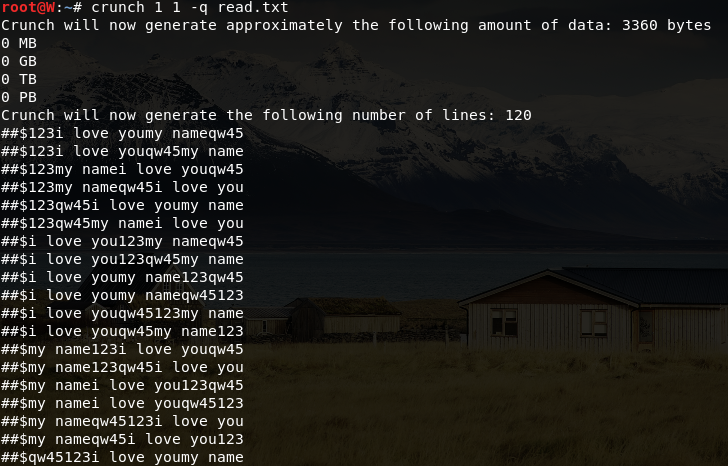 root@W:~# crunch 1 1 -q read.txt
Crunch will now generate approximately the following amount of data: 3360 bytes
0 MB
0 GB
0 TB
0 PB
Crunch will now generate the following number of lines: 120
##$123i love youmy nameqw45
##$123i love youqw45my name
##$123my namei love youqw45
##$123my nameqw45i love you
##$123qw45i love youmy name
##$123qw45my namei love you
##$i love you123my nameqw45
##$i love you123qw45my name
##$i love youmy name123qw45
##$i love youmy nameqw45123
##$i love youqw45123my name
##$i love youqw45my name123
##$my name123i love youqw45
##$my name123qw45i love you
##$my namei love you123qw45
##$my namei love youqw45123
##$my nameqw45123i love you
##$my nameqw45i love you123
##$qw45123i love youmy name